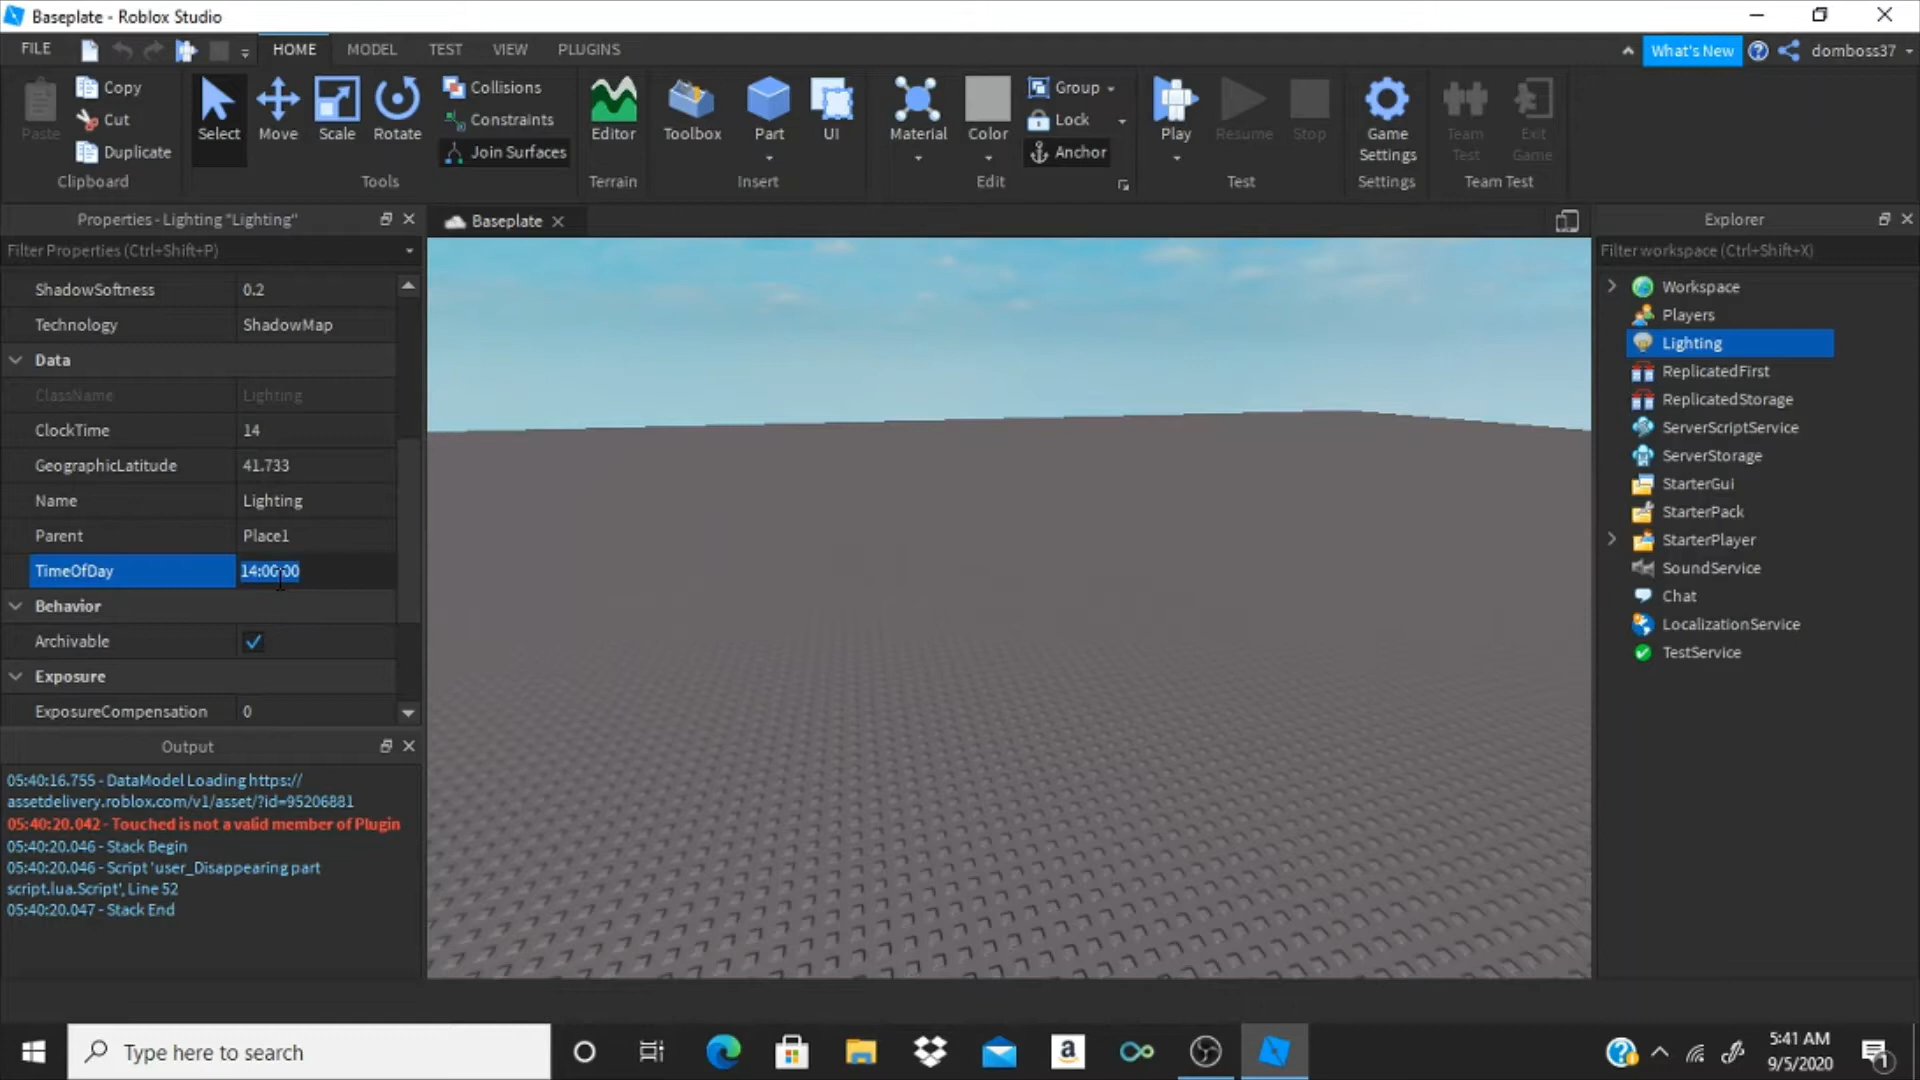 Baseplate - Roblox Studio
FILE HOME MODEL TEST VIEW PLUGINS What's New domboss37
Paste Copy Cut Duplicate Clipboard
Select Move Scale Rotate Collisions Constraints Join Surfaces Tools
Editor Terrain
Toolbox Part UI Insert
Material Color Group Lock Anchor Edit
Play Resume Stop Test
Game Settings Settings
Team Test Exit Game Team Test
Properties - Lighting "Lighting"
Filter Properties (Ctrl+Shift+P)
ShadowSoftness 0.2
Technology ShadowMap
Data
ClassName Lighting
ClockTime 14
GeographicLatitude 41.733
Name Lighting
Parent Place1
TimeOfDay 14:00:00
Behavior
Archivable
Exposure
ExposureCompensation 0
Output
05:40:16.755 - DataModel Loading https://
assetdelivery.roblox.com/v1/asset/?id=95206881
05:40:20.042 - Touched is not a valid member of Plugin
05:40:20.046 - Stack Begin
05:40:20.046 - Script 'user_Disappearing part
script.lua.Script', Line 52
05:40:20.047 - Stack End
Baseplate
Explorer
Filter workspace (Ctrl+Shift+X)
Workspace
Players
Lighting
ReplicatedFirst
ReplicatedStorage
ServerScriptService
ServerStorage
StarterGui
StarterPack
StarterPlayer
SoundService
Chat
LocalizationService
TestService
Type here to search
a
5:41 AM
9/5/2020
1